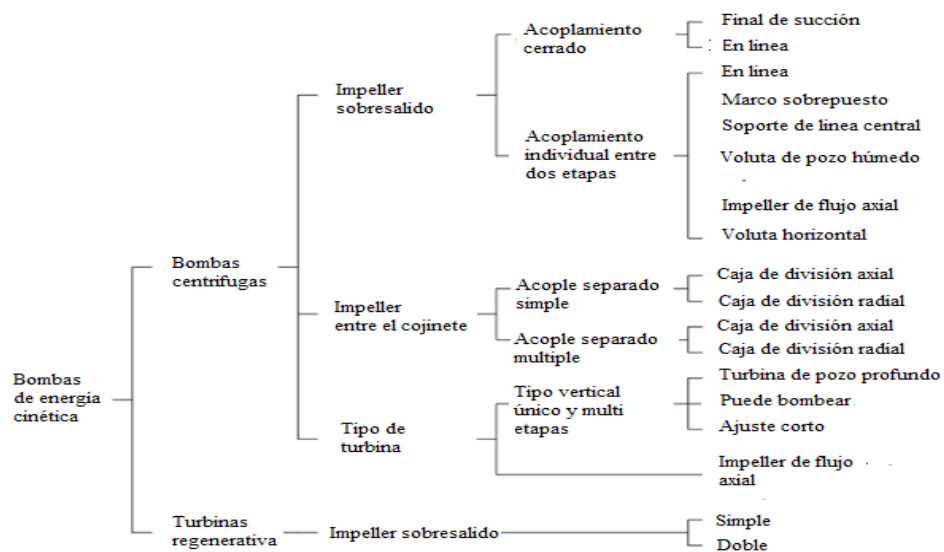 Bombas
de energía
cinética
Bombas
centrifugas
Impeller
sobresalido
Acoplamiento
cerrado
Final de succión
En linea
Acoplamiento
individual entre
dos etapas
En linea
Marco sobrepuesto
Soporte de linea central
Voluta de pozo húmedo
Impeller de flujo axial
Voluta horizontal
Impeller
entre el cojinete
Acople separado
simple
Caja de división axial
Caja de división radial
Acople separado
multiple
Caja de división axial
Caja de división radial
Tipo de
turbina
Tipo vertical
único y multi
etapas
Turbina de pozo profundo
Puede bombear
Ajuste corto
Impeller de flujo
axial
Turbinas
regenerativa
Impeller sobresalido
Simple
Doble